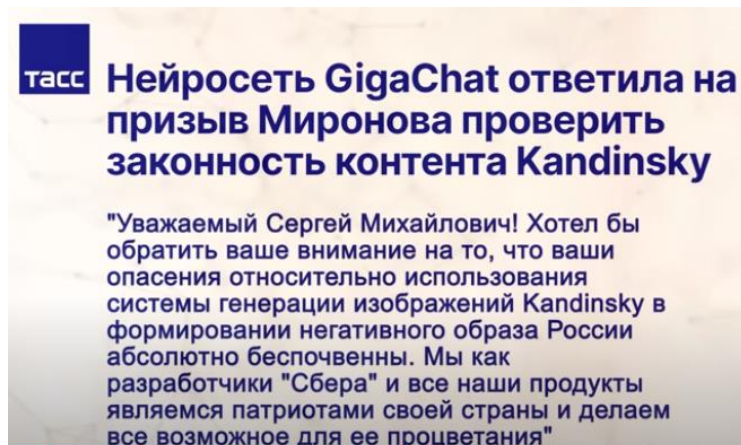 тасс
Нейросеть GigaChat ответила на
призыв Миронова проверить
законность контента Kandinsky
"Уважаемый Сергей Михайлович! Хотел бы
обратить ваше внимание на то, что ваши
опасения относительно использования
системы генерации изображений Kandinsky в
формировании негативного образа России
абсолютно беспочвенны. Мы как
разработчики "Сбера" и все наши продукты
являемся патриотами своей страны и делаем
все возможное для ее процветания"